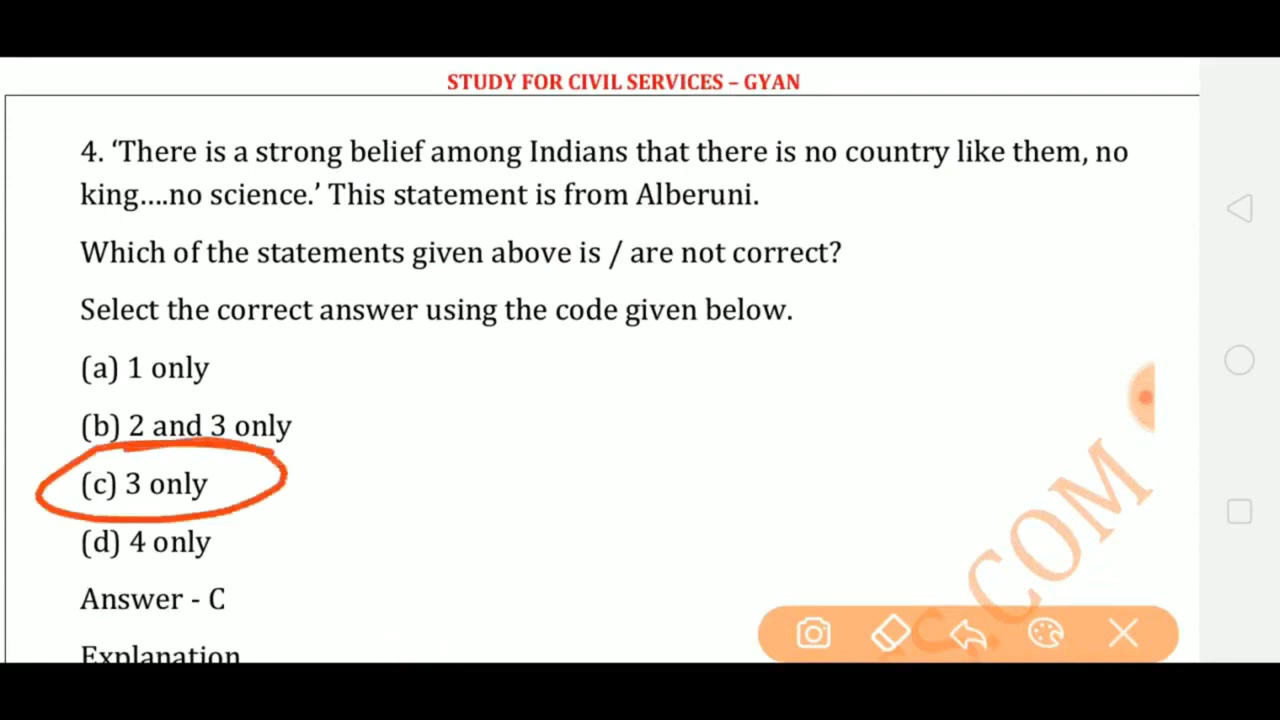 STUDY FOR CIVIL SERVICES – GYAN
4. ‘There is a strong belief among Indians that there is no country like them, no
king....no science.’ This statement is from Alberuni.
Which of the statements given above is / are not correct?
Select the correct answer using the code given below.
(a) 1 only
(b) 2 and 3 only
(c) 3 only
(d) 4 only
Answer - C
Explanation
S.COM